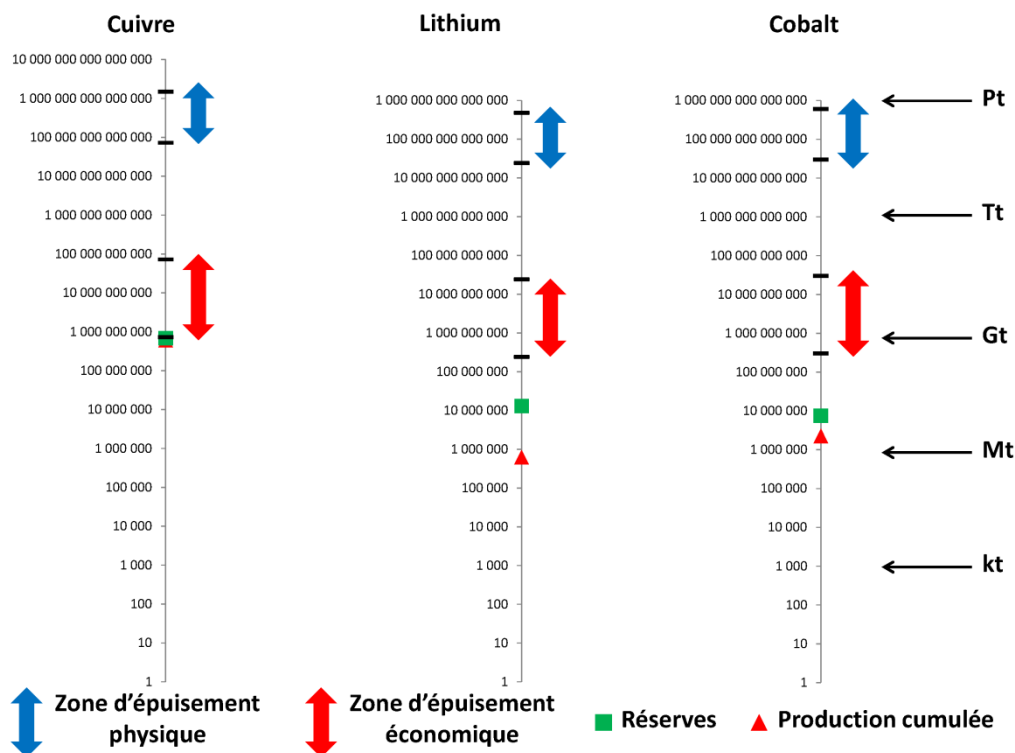 Cuivre
Lithium
Cobalt
10 000 000 000 000 000
1 000 000 000 000 000
100 000 000 000 000
10 000 000 000 000
1 000 000 000 000
100 000 000 000
10 000 000 000
1 000 000 000
100 000 000
10 000 000
1 000 000
100 000
10 000
1 000
100
10
1
1 000 000 000 000 000
100 000 000 000 000
10 000 000 000 000
1 000 000 000 000
100 000 000 000
10 000 000 000
1 000 000 000
100 000 000
10 000 000
1 000 000
100 000
10 000
1 000
100
10
1
1 000 000 000 000 000
100 000 000 000 000
10 000 000 000 000
1 000 000 000 000
100 000 000 000
10 000 000 000
1 000 000 000
100 000 000
10 000 000
1 000 000
100 000
10 000
1 000
100
10
1
Pt
Tt
Gt
Mt
kt
Zone d'épuisement
physique
Zone d'épuisement
économique
Réserves
Production cumulée